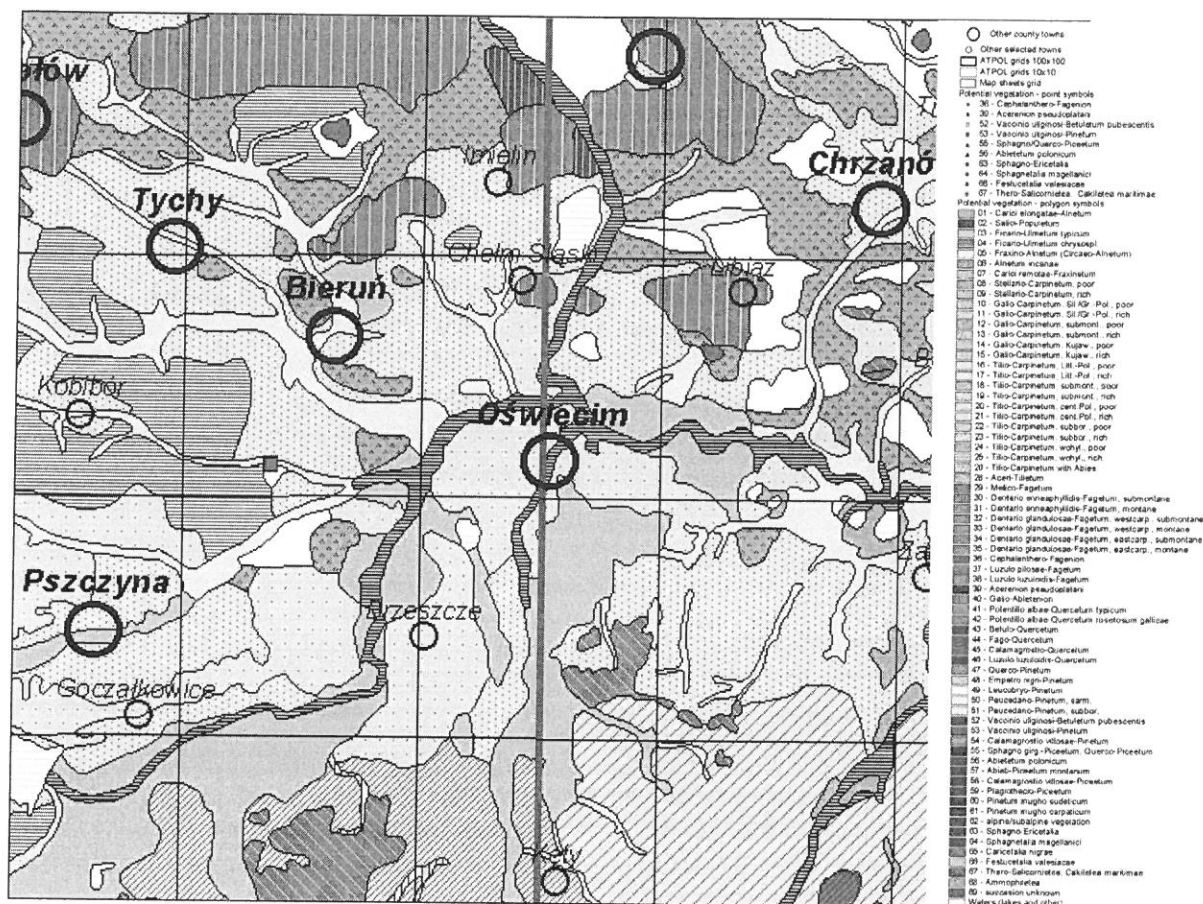 ołów
Imielin
Chrzanó
Tychy
Chełm Śląski
Libiąż
Bieruń
Kobióbór
Oświęcim
Pszczyna
Brzeszcze
Goczałkowice
Kęty
Other county towns
Other selected towns
ATPOL grids 100x100
ATPOL grids 10x10
Map sheets grid
Potential vegetation - point symbols
36 - Cephalanthero-Fagenion
39 - Acerenion pseudoplatani
52 - Vaccinio uliginosi-Betuletum pubescentis
53 - Vaccinio uliginosi-Pinetum
55 - Sphagno/Querco-Piceetum
56 - Abietetum polonicum
63 - Sphagno-Ericetalia
64 - Sphagnetalia magellanici
66 - Festucetalia valesiacae
67 - Thero-Salicornietea, Cakiletea maritimae
Potential vegetation - polygon symbols
01 - Carici elongatae-Alnetum
02 - Salici-Populetum
03 - Ficario-Ulmetum typicum
04 - Ficario-Ulmetum chrysospl.
05 - Fraxino-Alnetum (Circaeo-Alnetum)
06 - Alnetum incanae
07 - Carici remotae-Fraxinetum
08 - Stellario-Carpinetum, poor
09 - Stellario-Carpinetum, rich
10 - Galio-Carpinetum, Sil./Gr.-Pol., poor
11 - Galio-Carpinetum, Sil./Gr.-Pol., rich
12 - Galio-Carpinetum, submont., poor
13 - Galio-Carpinetum, submont., rich
14 - Galio-Carpinetum, Kujaw., poor
15 - Galio-Carpinetum, Kujaw., rich
16 - Tilio-Carpinetum, Litt.-Pol., poor
17 - Tilio-Carpinetum, Litt.-Pol., rich
18 - Tilio-Carpinetum, submont., poor
19 - Tilio-Carpinetum, submont., rich
20 - Tilio-Carpinetum, cent.Pol., poor
21 - Tilio-Carpinetum, cent.Pol., rich
22 - Tilio-Carpinetum, subbor., poor
23 - Tilio-Carpinetum, subbor., rich
24 - Tilio-Carpinetum, wohyl., poor
25 - Tilio-Carpinetum, wohyl., rich
26 - Tilio-Carpinetum with Abies
28 - Aceri-Tilietum
29 - Melico-Fagetum
30 - Dentario enneaphyllidis-Fagetum, submontane
31 - Dentario enneaphyllidis-Fagetum, montane
32 - Dentario glandulosae-Fagetum, westcarp., submontane
33 - Dentario glandulosae-Fagetum, westcarp., montane
34 - Dentario glandulosae-Fagetum, eastcarp., submontane
35 - Dentario glandulosae-Fagetum, eastcarp., montane
36 - Cephalanthero-Fagenion
37 - Luzulo pilosae-Fagetum
38 - Luzulo luzuloidis-Fagetum
39 - Acerenion pseudoplatani
40 - Galio-Abietenion
41 - Potentillo albae-Quercetum typicum
42 - Potentillo albae-Quercetum rosetosum gallicae
43 - Betulo-Quercetum
44 - Fago-Quercetum
45 - Calamagrostio-Quercetum
46 - Luzulo luzuloidis-Quercetum
47 - Querco-Pinetum
48 - Empetro nigri-Pinetum
49 - Leucobryo-Pinetum
50 - Peucedano-Pinetum, sarm.
51 - Peucedano-Pinetum, subbor.
52 - Vaccinio uliginosi-Betuletum pubescentis
53 - Vaccinio uliginosi-Pinetum
54 - Calamagrostio villosae-Pinetum
55 - Sphagno girg.-Piceetum, Querco-Piceetum
56 - Abietetum polonicum
57 - Abieti-Piceetum montanum
58 - Calamagrostio villosae-Piceetum
59 - Plagiothecio-Piceetum
60 - Pinetum mugho sudeticum
61 - Pinetum mugho carpaticum
62 - alpine/subalpine vegetation
63 - Sphagno-Ericetalia
64 - Sphagnetalia magellanici
65 - Caricetalia nigrae
66 - Festucetalia valesiacae
67 - Thero-Salicornietea, Cakiletea maritimae
68 - Ammophiletea
69 - succession unknown
Waters (lakes and other)